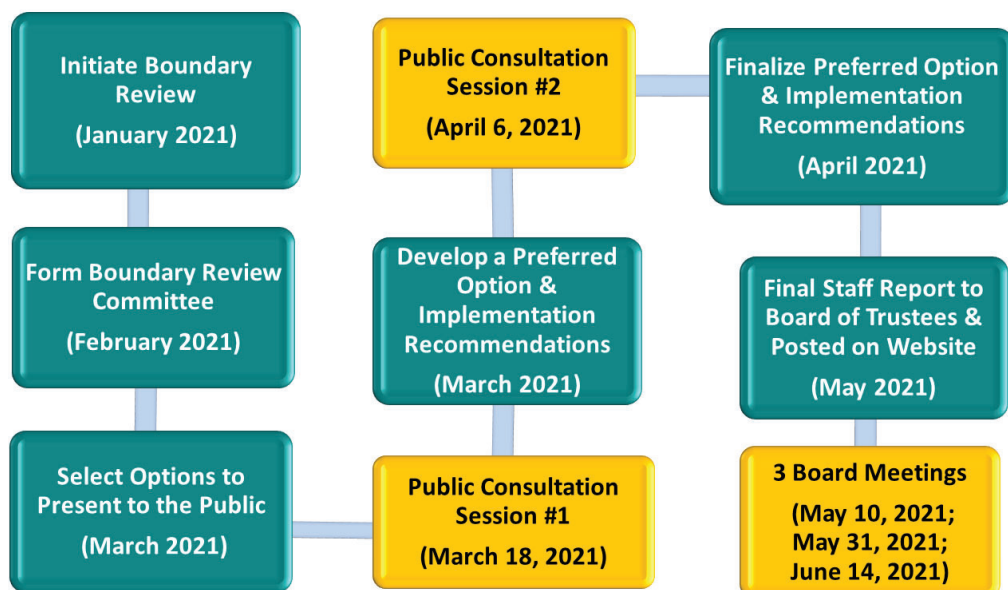 Initiate Boundary
Review
(January 2021)
Form Boundary Review
Committee
(February 2021)
Select Options to
Present to the Public
(March 2021)
Public Consultation
Session #1
(March 18, 2021)
Develop a Preferred
Option &
Implementation
Recommendations
(March 2021)
Public Consultation
Session #2
(April 6, 2021)
Finalize Preferred Option
& Implementation
Recommendations
(April 2021)
Final Staff Report to
Board of Trustees &
Posted on Website
(May 2021)
3 Board Meetings
(May 10, 2021;
May 31, 2021;
June 14, 2021)